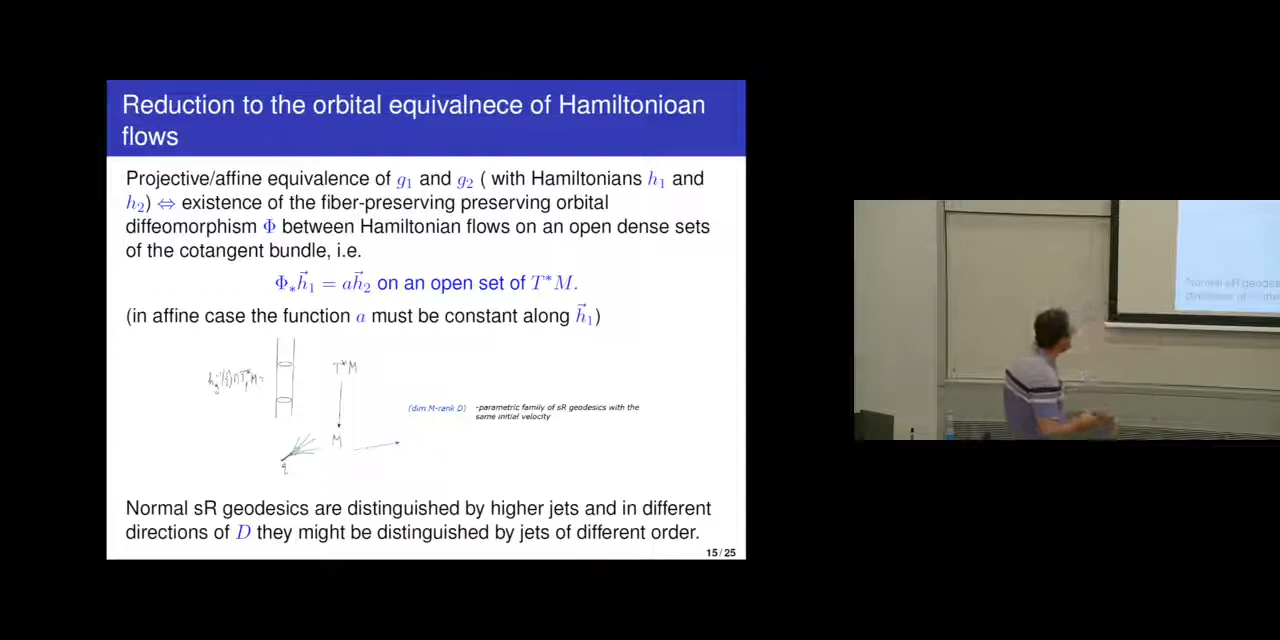 Reduction to the orbital equivalnece of Hamiltonioan
flows
Projective/affine equivalence of g₁ and g₂ ( with Hamiltonians h₁ and
h₂) ⇔ existence of the fiber-preserving preserving orbital
diffeomorphism Φ between Hamiltonian flows on an open dense sets
of the cotangent bundle, i.e.
Φ∗h⃗₁ = ah⃗₂ on an open set of T*M.
(in affine case the function a must be constant along h⃗₁)
T*M
(dim M-rank D) -parametric family of sR geodesics with the
same initial velocity
M
q
Normal sR geodesics are distinguished by higher jets and in different
directions of D they might be distinguished by jets of different order.
15 / 25